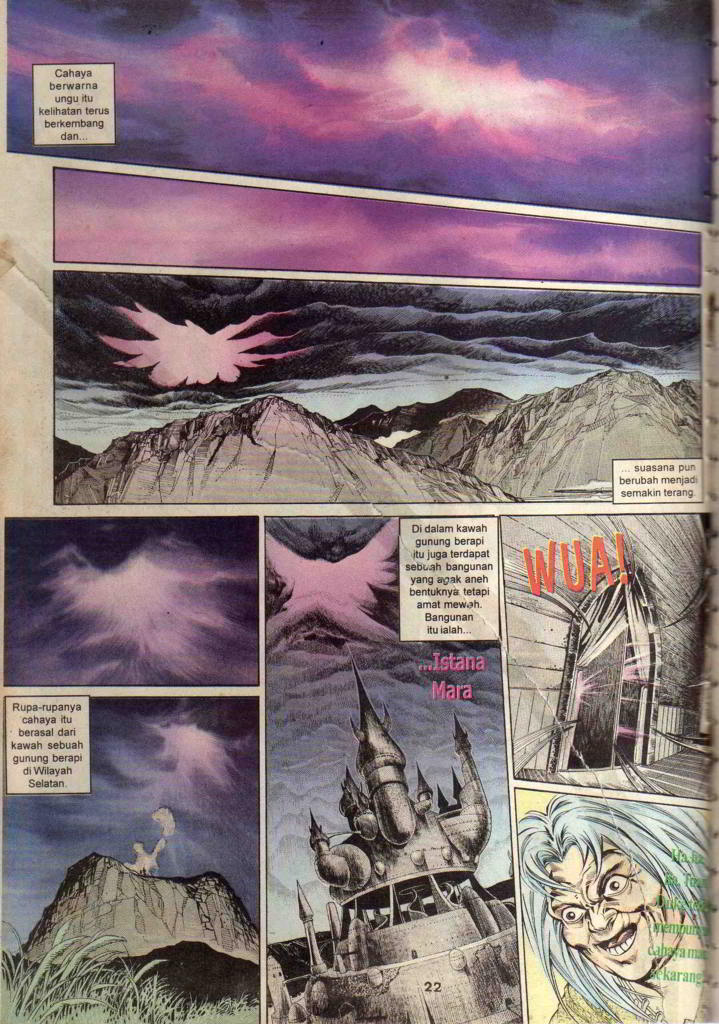 Cahaya
berwarna
ungu itu
kelihatan terus
berkembang
dan...
... suasana pun
berubah menjadi
semakin terang.
Rupa-rupanya
cahaya itu
berasal dari
kawah sebuah
gunung berapi
di Wilayah
Selatan.
Di dalam kawah
gunung berapi
itu juga terdapat
sebuah bangunan
yang agak aneh
bentuknya tetapi
amat mewah.
Bangunan
itu ialah...
...Istana
Mara
WUA!
cahaya
sekarang
22